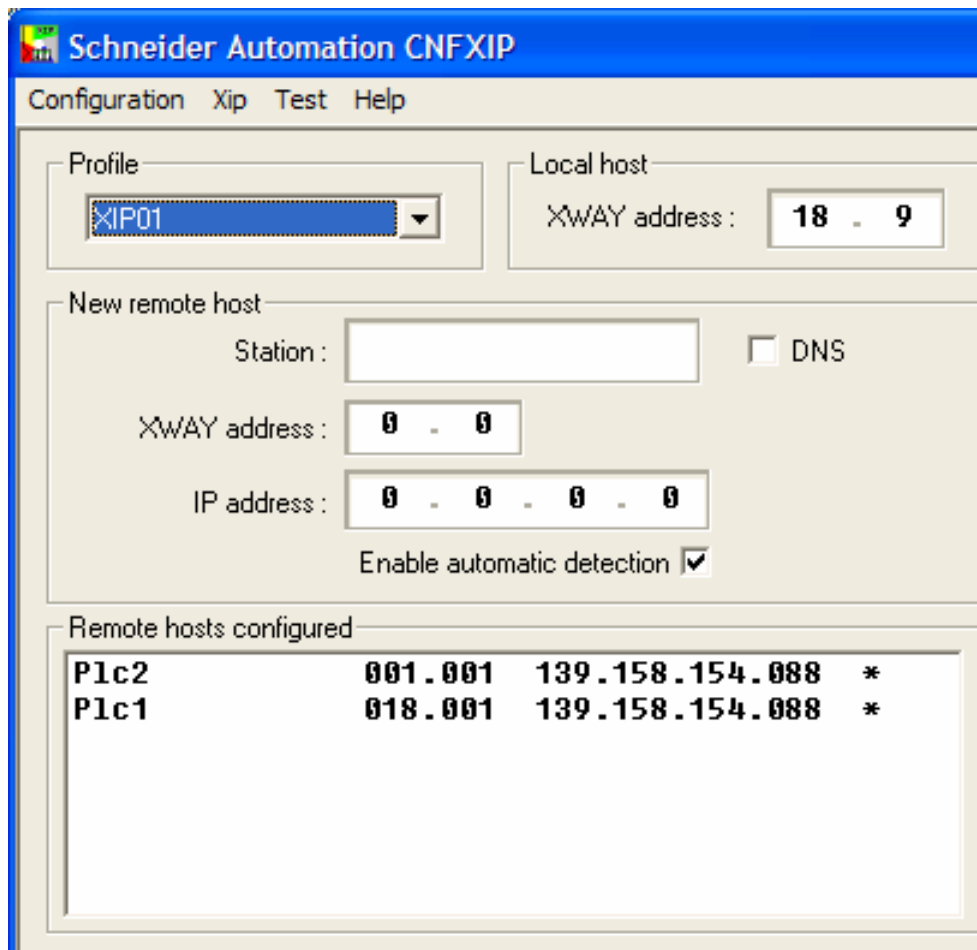 Schneider Automation CNFXIP
Configuration Xip Test Help
Profile
XIP01
Local host
XWAY address : 18 . 9
New remote host
Station :
DNS
XWAY address : 0 . 0
IP address : 0 . 0 . 0 . 0
Enable automatic detection
Remote hosts configured
Plc2 001.001 139.158.154.088 *
Plc1 018.001 139.158.154.088 *